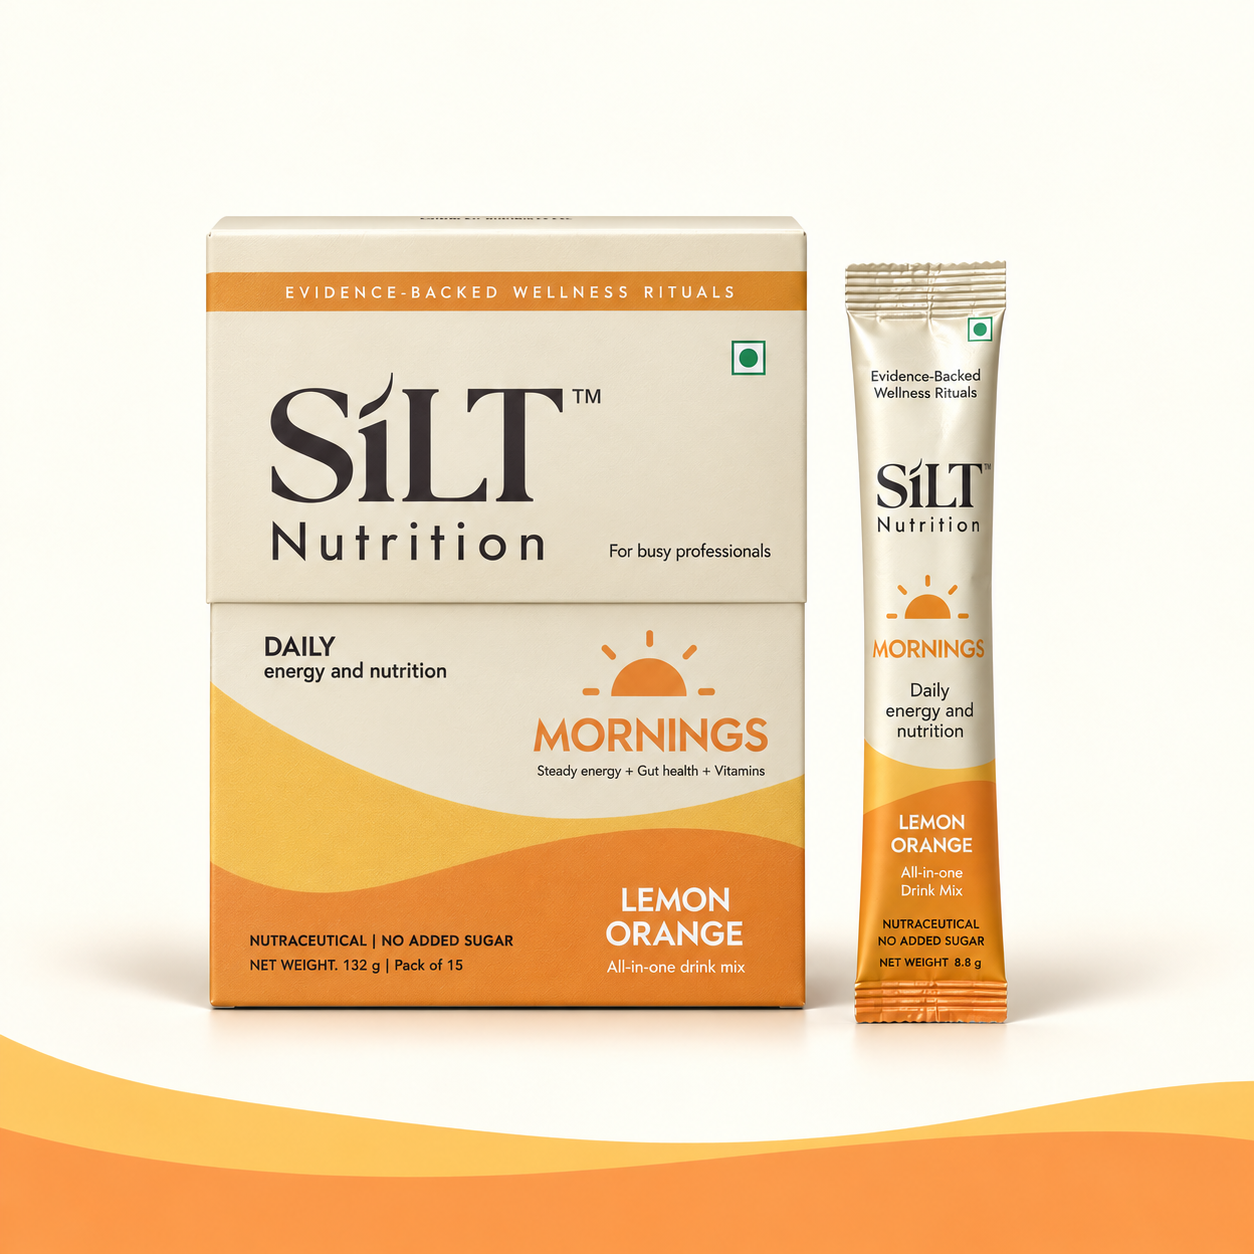 EVIDENCE-BACKED WELLNESS RITUALS
SiLT™
Nutrition
For busy professionals
DAILY
energy and nutrition
MORNINGS
Steady energy + Gut health + Vitamins
LEMON
ORANGE
All-in-one drink mix
NUTRACEUTICAL | NO ADDED SUGAR
NET WEIGHT. 132 g | Pack of 15
Evidence-Backed
Wellness Rituals
SiLT™
Nutrition
MORNINGS
Daily
energy and
nutrition
LEMON
ORANGE
All-in-one
Drink Mix
NUTRACEUTICAL
NO ADDED SUGAR
NET WEIGHT 8.8 g